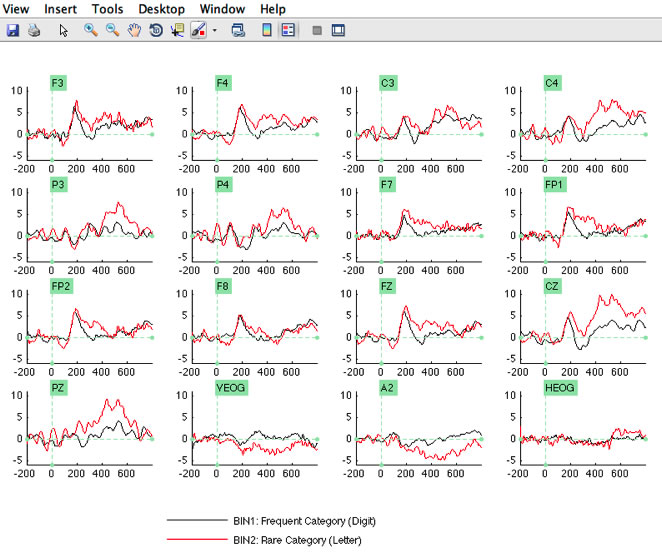 View Insert Tools Desktop Window Help
F3 F4 C3 C4
10 10 10 10
5 5 5 5
0 0 0 0
-5 -5 -5 -5
-200 0 200 400 600 -200 0 200 400 600 -200 0 200 400 600 -200 0 200 400 600
P3 P4 F7 FP1
10 10 10 10
5 5 5 5
0 0 0 0
-5 -5 -5 -5
-200 0 200 400 600 -200 0 200 400 600 -200 0 200 400 600 -200 0 200 400 600
FP2 F8 FZ CZ
10 10 10 10
5 5 5 5
0 0 0 0
-5 -5 -5 -5
-200 0 200 400 600 -200 0 200 400 600 -200 0 200 400 600 -200 0 200 400 600
PZ VEOG A2 HEOG
10 10 10 10
5 5 5 5
0 0 0 0
-5 -5 -5 -5
-200 0 200 400 600 -200 0 200 400 600 -200 0 200 400 600 -200 0 200 400 600
BIN1: Frequent Category (Digit)
BIN2: Rare Category (Letter)